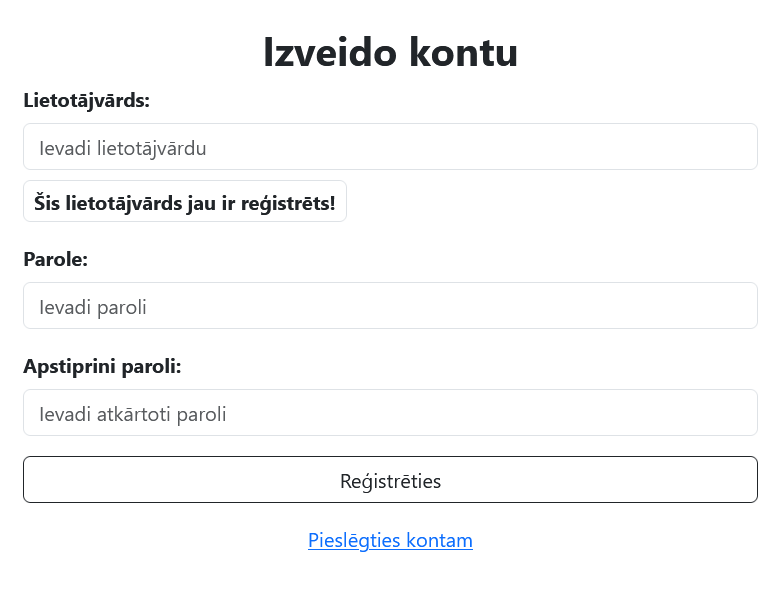 Izveido kontu
Lietotājvārds:
Ievadi lietotājvārdu
Šis lietotājvārds jau ir reģistrēts!
Parole:
Ievadi paroli
Apstiprini paroli:
Ievadi atkārtoti paroli
Reģistrēties
Pieslēgties kontam